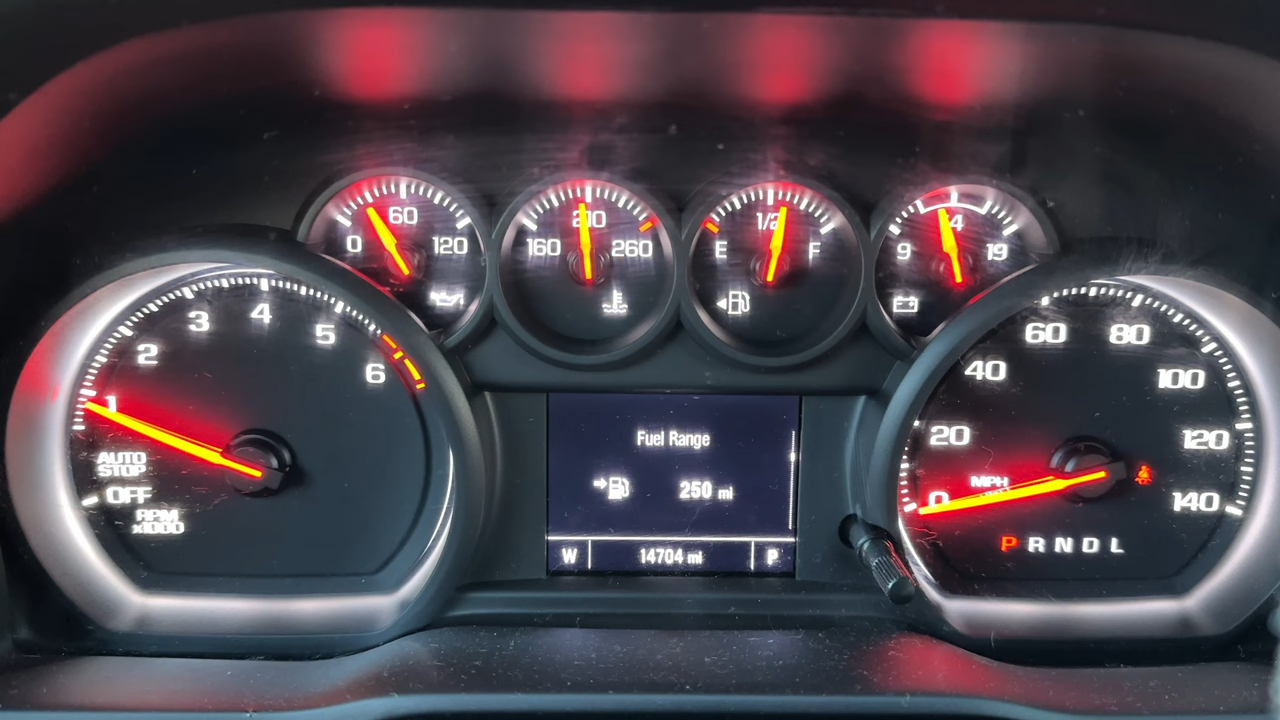 60
0 120
210
160 260
1/2
E F
14
9 19
1 2 3 4 5 6
AUTO
STOP
OFF
RPM
x1000
Fuel Range
250 mi
W 14704 mi P
0 20 40 60 80 100 120 140
MPH
P R N D L